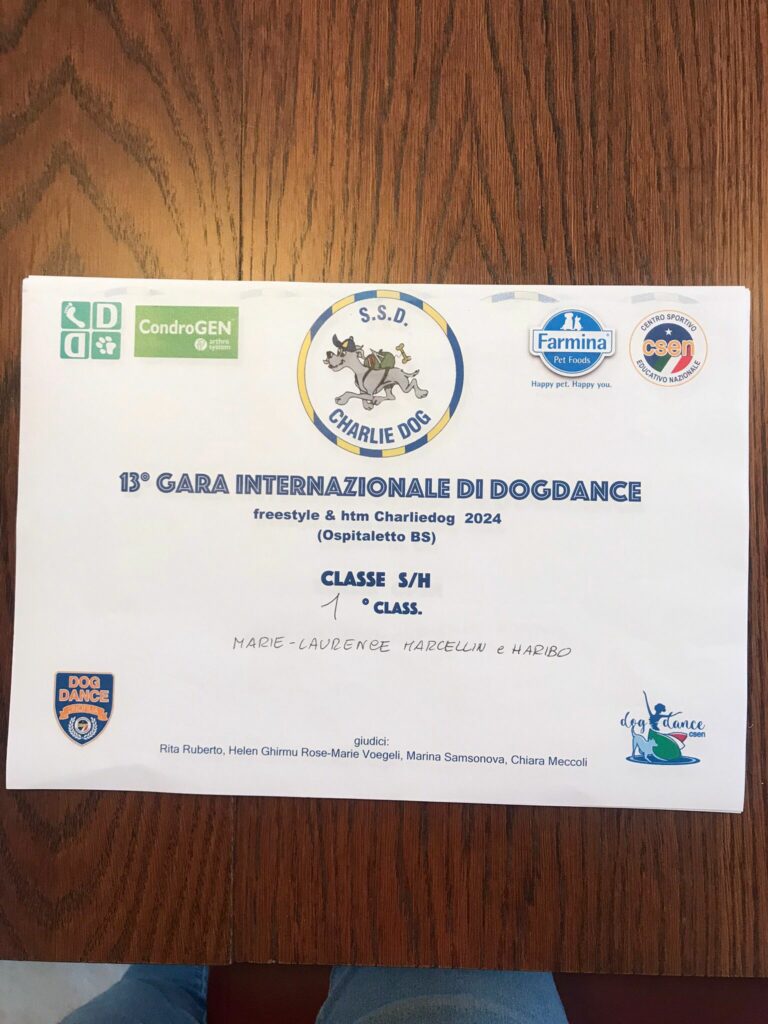 D
D
CondroGEN
arthro
system
S.S.D.
CHARLIE DOG
Farmina
Pet Foods
Happy pet. Happy you.
CENTRO SPORTIVO
csen
EDUCATIVO NAZIONALE
13° GARA INTERNAZIONALE DI DOGDANCE
freestyle & htm Charliedog 2024
(Ospitaletto BS)
CLASSE S/H
1 ° CLASS.
MARIE-LAURENCE MARCELLIN e HARIBO
DOG
DANCE
dog dance
csen
giudici:
Rita Ruberto, Helen Ghirmu Rose-Marie Voegeli, Marina Samsonova, Chiara Meccoli